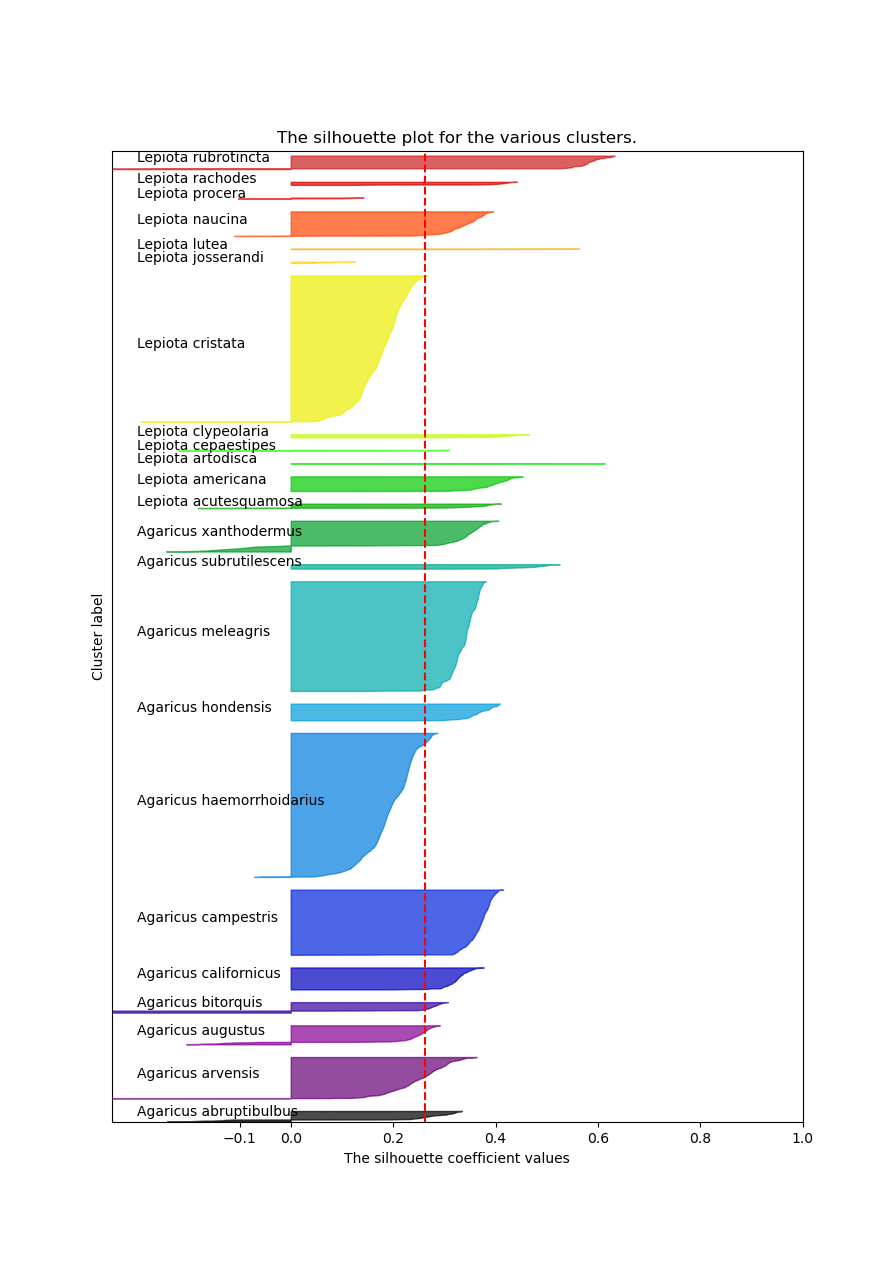 The silhouette plot for the various clusters.
Lepiota rubrotincta
Lepiota rachodes
Lepiota procera
Lepiota naucina
Lepiota lutea
Lepiota josserandi
Lepiota cristata
Lepiota clypeolaria
Lepiota cepaestipes
Lepiota artodisca
Lepiota americana
Lepiota acutesquamosa
Agaricus xanthodermus
Agaricus subrutilescens
Agaricus meleagris
Agaricus hondensis
Agaricus haemorrhoidarius
Agaricus campestris
Agaricus californicus
Agaricus bitorquis
Agaricus augustus
Agaricus arvensis
Agaricus abruptibulbus
Cluster label
−0.1 0.0 0.2 0.4 0.6 0.8 1.0
The silhouette coefficient values